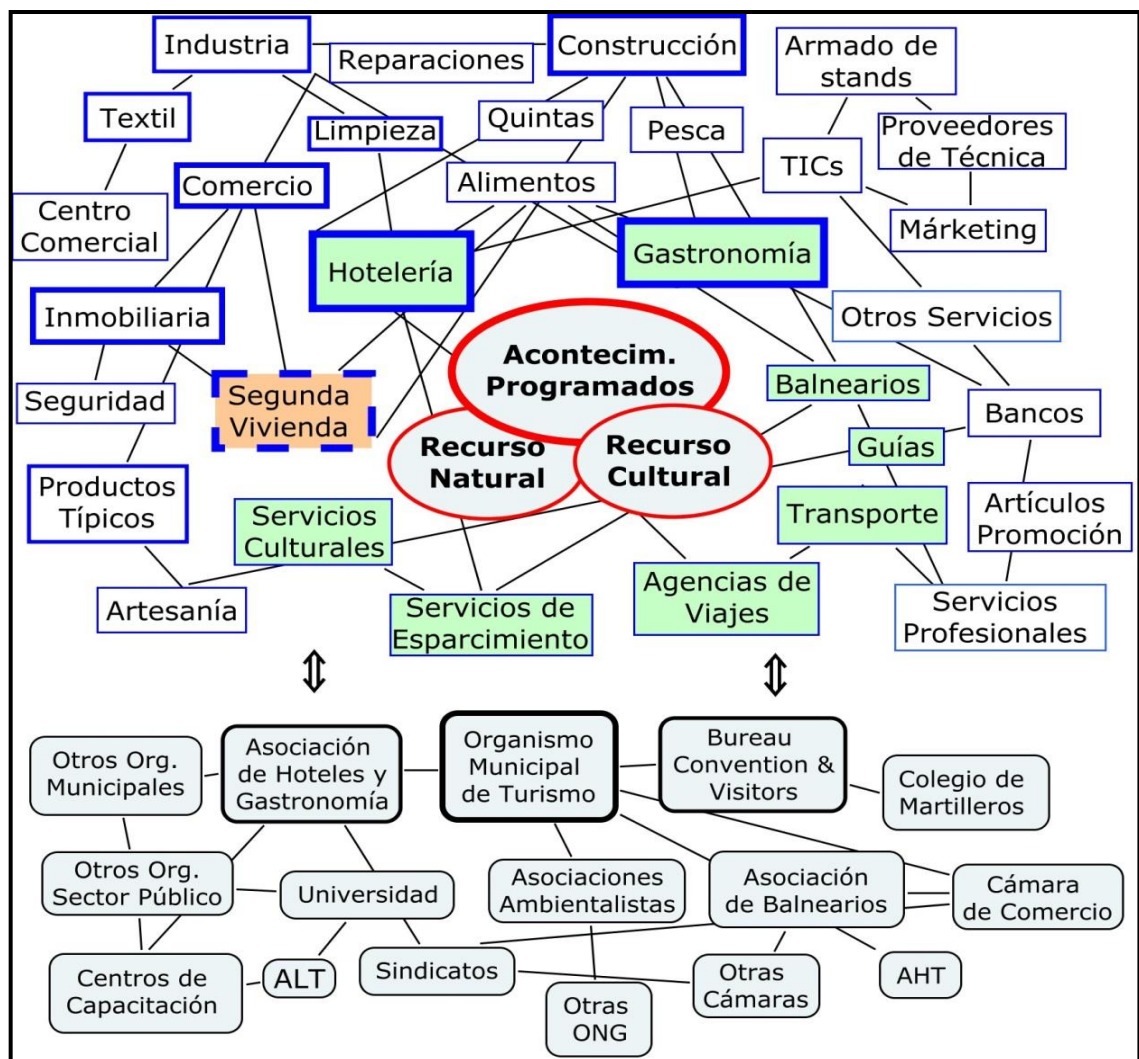 Industria
Construcción
Armado de
stands
Reparaciones
Textil
Limpieza
Quintas
Pesca
Proveedores
de Técnica
TICs
Comercio
Alimentos
Centro
Comercial
Márketing
Hotelería
Gastronomía
Inmobiliaria
Otros Servicios
Acontecim.
Programados
Seguridad
Segunda
Vivienda
Balnearios
Bancos
Recurso
Natural
Recurso
Cultural
Guías
Productos
Típicos
Servicios
Culturales
Transporte
Artículos
Promoción
Artesanía
Servicios de
Esparcimiento
Agencias de
Viajes
Servicios
Profesionales
Otros Org.
Municipales
Asociación
de Hoteles y
Gastronomía
Organismo
Municipal
de Turismo
Bureau
Convention &
Visitors
Colegio de
Martilleros
Otros Org.
Sector Público
Universidad
Asociaciones
Ambientalistas
Asociación
de Balnearios
Cámara
de Comercio
Centros de
Capacitación
ALT
Sindicatos
Otras
ONG
Otras
Cámaras
AHT